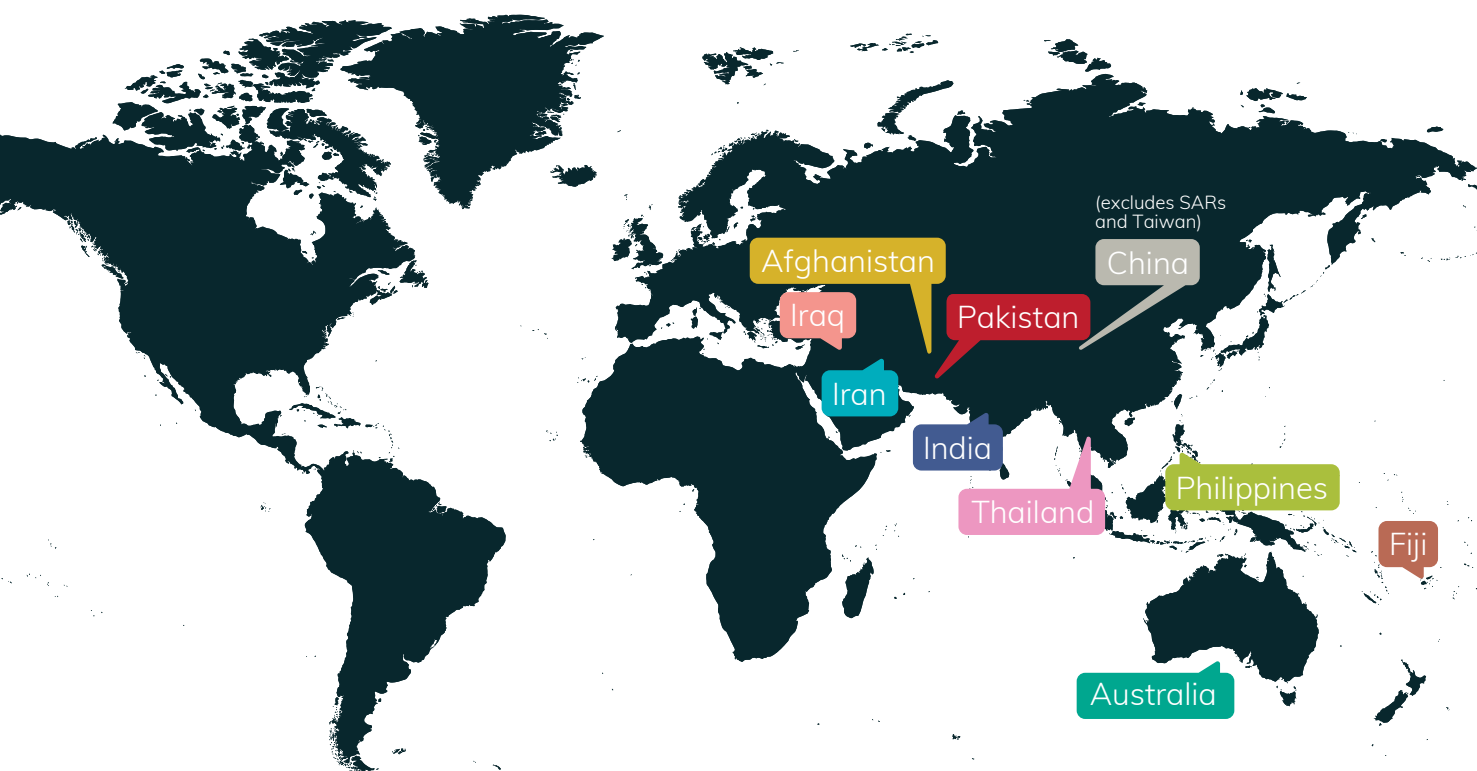 (excludes SARs
and Taiwan)
China
Afghanistan
Iraq
Pakistan
Iran
India
Philippines
Thailand
Fiji
Australia